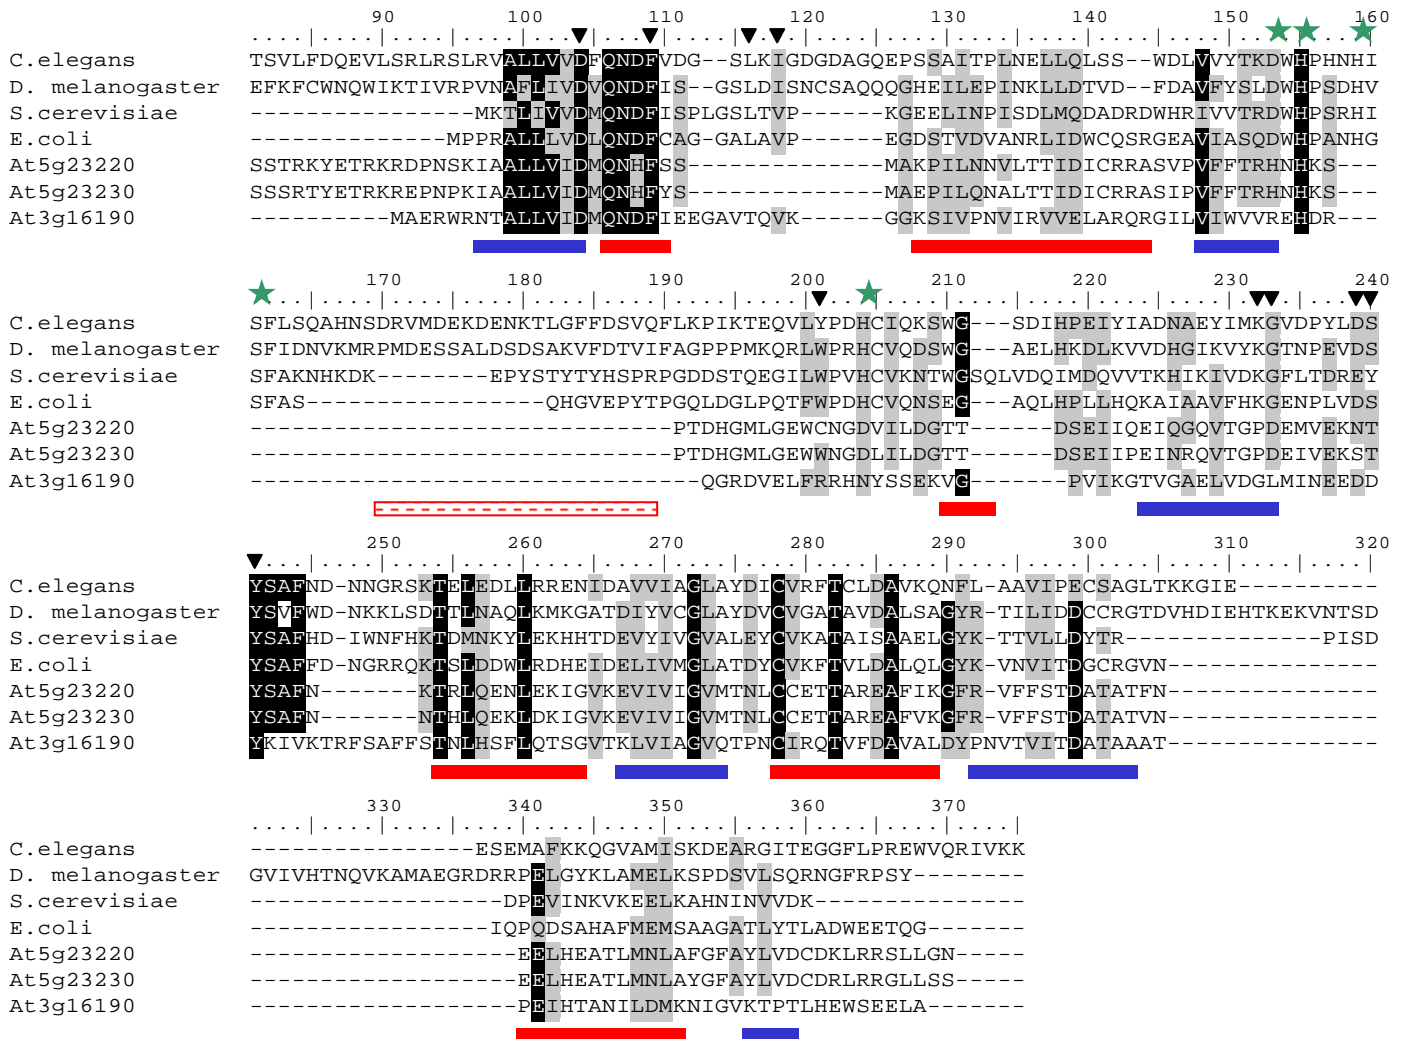 90 100 110 120 130 140 150 160
C.elegans TSVLFDQEVLSRLRSLRVALLVVDFQNDFVDG--SLKIGDGDAGQEPSSAITPLNELLQLSS--WDLVVYTKDWHPHNHI
D. melanogaster EFKFCWNQWIKTIVRPVNAFLIVDVQNDFIS--GSLDISNCSAQQQGHEILEPINKLLDTVD--FDAVFYSLDWHPSDHV
S.cerevisiae ----------------MKTLIVVDMQNDFISPLGSLTVP------KGEELINPISDLMQDADRDWHRIVVTRDWHPSRHI
E.coli --------------MPPRALLLVDLQNDFCAG-GALAVP------EGDSTVDVANRLIDWCQSRGEAVIASQDWHPANHG
At5g23220 SSTRKYETRKRDPNSKIAALLVIDMQNHFSS--------------MAKPILNNVLTTIDICRRASVPVFFTRHNHKS---
At5g23230 SSSRTYETRKREPNPKIAALLVIDMQNHFYS--------------MAEPILQNALTTIDICRRASIPVFFTRHNHKS---
At3g16190 ----------MAERWRNTALLVIDMQNDFIEEGAVTQVK------GGKSIVPNVIRVVELARQRGILVIWVVREHDR---
170 180 190 200 210 220 230 240
C.elegans SFLSQAHNSDRVMDEKDENKTLGFFDSVQFLKPIKTEQVLYPDHCIQKSWG---SDIHPEIYIADNAEYIMKGVDPYLDS
D. melanogaster SFIDNVKMRPMDESSALDSDSAKVFDTVIFAGPPPMKQRLWPRHCVQDSWG---AELHKDLKVVDHGIKVYKGTNPEVDS
S.cerevisiae SFAKNHKDK--------EPYSTYTYHSPRPGDDSTQEGILWPVHCVKNTWGSQLVDQIMDQVVTKHIKIVDKGFLTDREY
E.coli SFAS-----------------QHGVEPYTPGQLDGLPQTFWPDHCVQNSEG---AQLHPLLHQKAIAAVFHKGENPLVDS
At5g23220 ------------------------------PTDHGMLGEWCNGDVILDGTT------DSEIIQEIQGQVTGPDEMVEKNT
At5g23230 ------------------------------PTDHGMLGEWWNGDLILDGTT------DSEIIPEINRQVTGPDEIVEKST
At3g16190 --------------------------------QGRDVELFRRHNYSSEKVG-------PVIKGTVGAELVDGLMINEEDD
250 260 270 280 290 300 310 320
C.elegans YSAFND-NNGRSKTELEDLLRRENIDAVVIAGLAYDICVRFTCLDAVKQNFL-AAVIPECSAGLTKKGIE----------
D. melanogaster YSVFWD-NKKLSDTTLNAQLKMKGATDIYVCGLAYDVCVGATAVDALSAGYR-TILIDDCCRGTDVHDIEHTKEKVNTSD
S.cerevisiae YSAFHD-IWNFHKTDMNKYLEKHHTDEVYIVGVALEYCVKATAISAAELGYK-TTVLLDYTR--------------PISD
E.coli YSAFFD-NGRRQKTSLDDWLRDHEIDELIVMGLATDYCVKFTVLDALQLGYK-VNVITDGCRGVN---------------
At5g23220 YSAFN-------KTRLQENLEKIGVKEVIVIGVMTNLCCETTAREAFIKGFR-VFFSTDATATFN---------------
At5g23230 YSAFN-------NTHLQEKLDKIGVKEVIVIGVMTNLCCETTAREAFVKGFR-VFFSTDATATVN---------------
At3g16190 YKIVKTRFSAFFSTNLHSFLQTSGVTKLVIAGVQTPNCIRQTVFDAVALDYPNVTVITDATAAAT---------------
330 340 350 360 370
C.elegans ----------------ESEMAFKKQGVAMISKDEARGITEGGFLPREWVQRIVKK
D. melanogaster GVIVHTNQVKAMAEGRDRRPELGYKLAMELKSPDSVLSQRNGFRPSY--------
S.cerevisiae ------------------DPEVINKVKEELKAHNINVVDK---------------
E.coli -----------------IQPQDSAHAFMEMSAAGATLYTLADWEETQG-------
At5g23220 -------------------EELHEATLMNLAFGFAYLVDCDKLRRSLLGN-----
At5g23230 -------------------EELHEATLMNLAYGFAYLVDCDRLRRGLLSS-----
At3g16190 -------------------PEIHTANILDMKNIGVKTPTLHEWSEELA-------